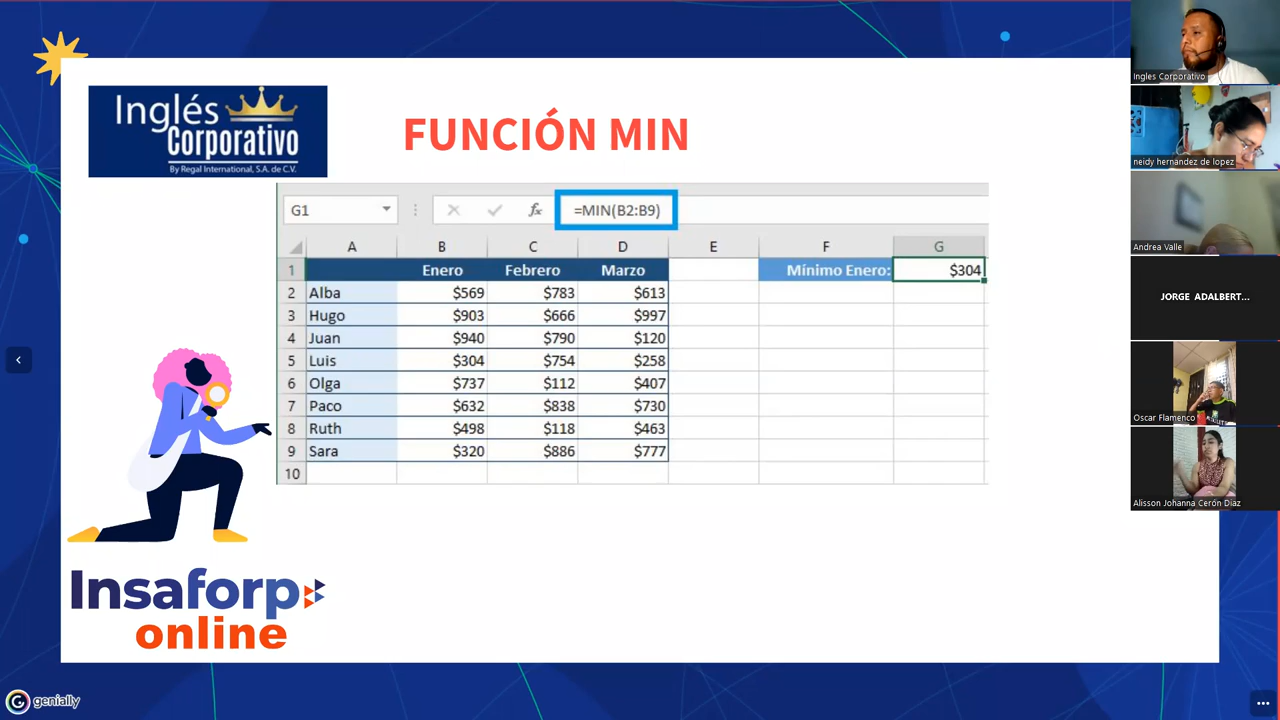 Inglés
Corporativo
By Regal International, S.A. de C.V.
FUNCIÓN MIN
G1 fx =MIN(B2:B9)
A B C D E F G
1 Enero Febrero Marzo Mínimo Enero: $304
2 Alba $569 $783 $613
3 Hugo $903 $666 $997
4 Juan $940 $790 $120
5 Luis $304 $754 $258
6 Olga $737 $112 $407
7 Paco $632 $838 $730
8 Ruth $498 $118 $463
9 Sara $320 $886 $777
10
Insaforp
online
genially
Ingles Corporativo
neidy hernández de lopez
Andrea Valle
JORGE ADALBERT...
Oscar Flamenco
Alisson Johanna Cerón Diaz